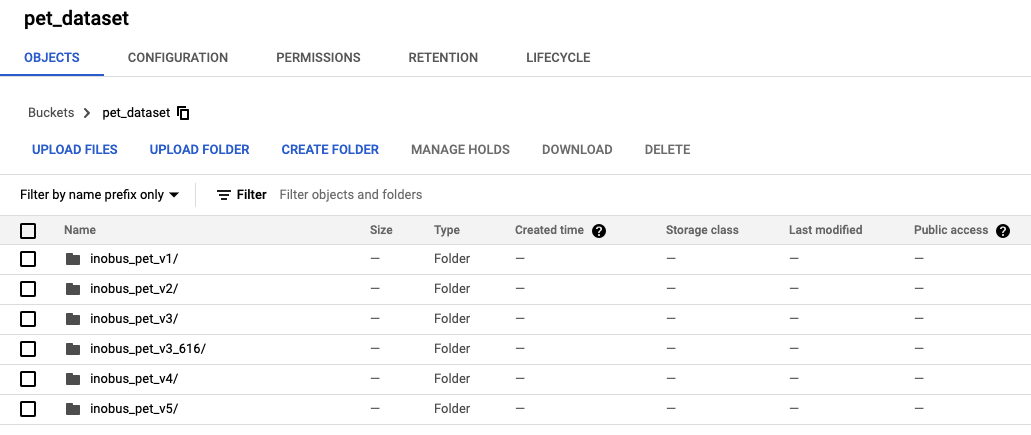 pet_dataset
OBJECTS CONFIGURATION PERMISSIONS RETENTION LIFECYCLE
Buckets > pet_dataset
UPLOAD FILES UPLOAD FOLDER CREATE FOLDER MANAGE HOLDS DOWNLOAD DELETE
Filter by name prefix only Filter Filter objects and folders
Name Size Type Created time ? Storage class Last modified Public access ?
inobus_pet_v1/ — Folder — — — —
inobus_pet_v2/ — Folder — — — —
inobus_pet_v3/ — Folder — — — —
inobus_pet_v3_616/ — Folder — — — —
inobus_pet_v4/ — Folder — — — —
inobus_pet_v5/ — Folder — — — —